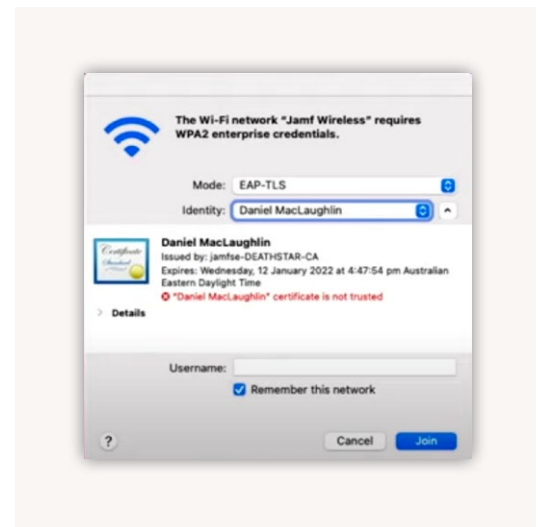 The Wi-Fi network "Jamf Wireless" requires
WPA2 enterprise credentials.
Mode: EAP-TLS
Identity: Daniel MacLaughlin
Certificate
Standard
Daniel MacLaughlin
Issued by: jamfse-DEATHSTAR-CA
Expires: Wednesday, 12 January 2022 at 4:47:54 pm Australian
Eastern Daylight Time
"Daniel MacLaughlin" certificate is not trusted
Details
Username:
Remember this network
?
Cancel
Join